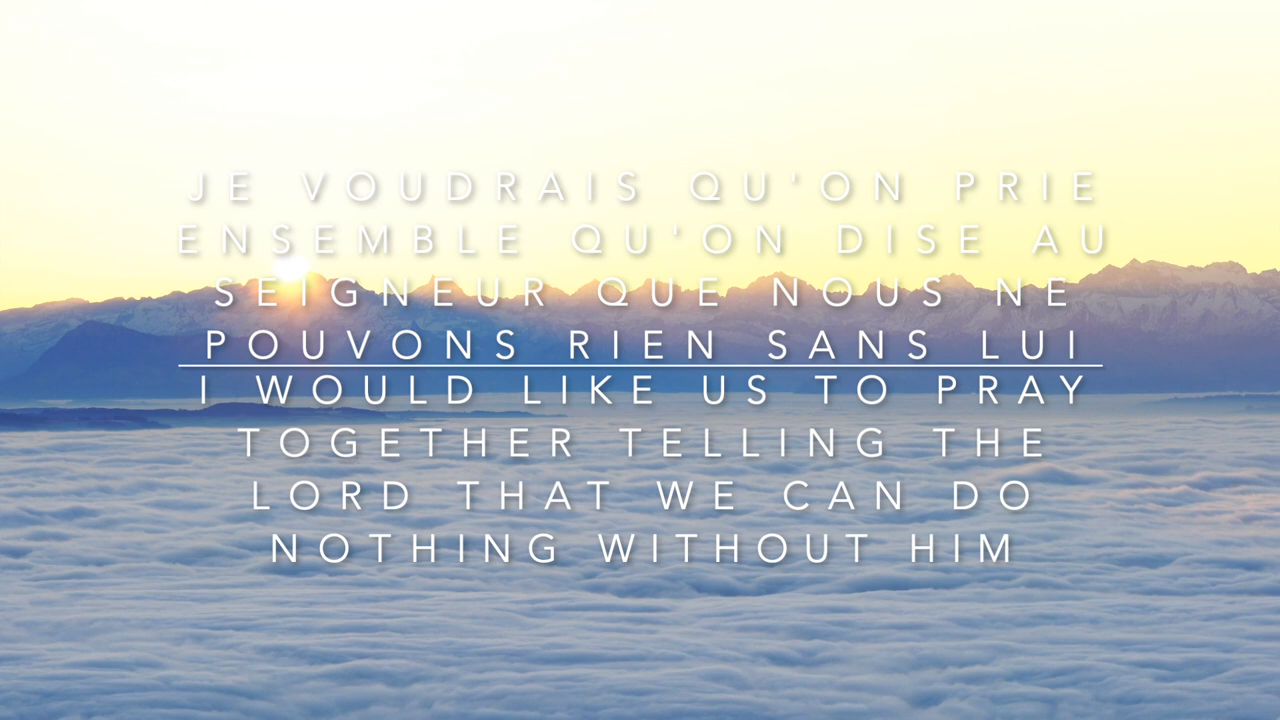 JE VOUDRAIS QU'ON PRIE
ENSEMBLE QU'ON DISE AU
SEIGNEUR QUE NOUS NE
POUVONS RIEN SANS LUI
I WOULD LIKE US TO PRAY
TOGETHER TELLING THE
LORD THAT WE CAN DO
NOTHING WITHOUT HIM